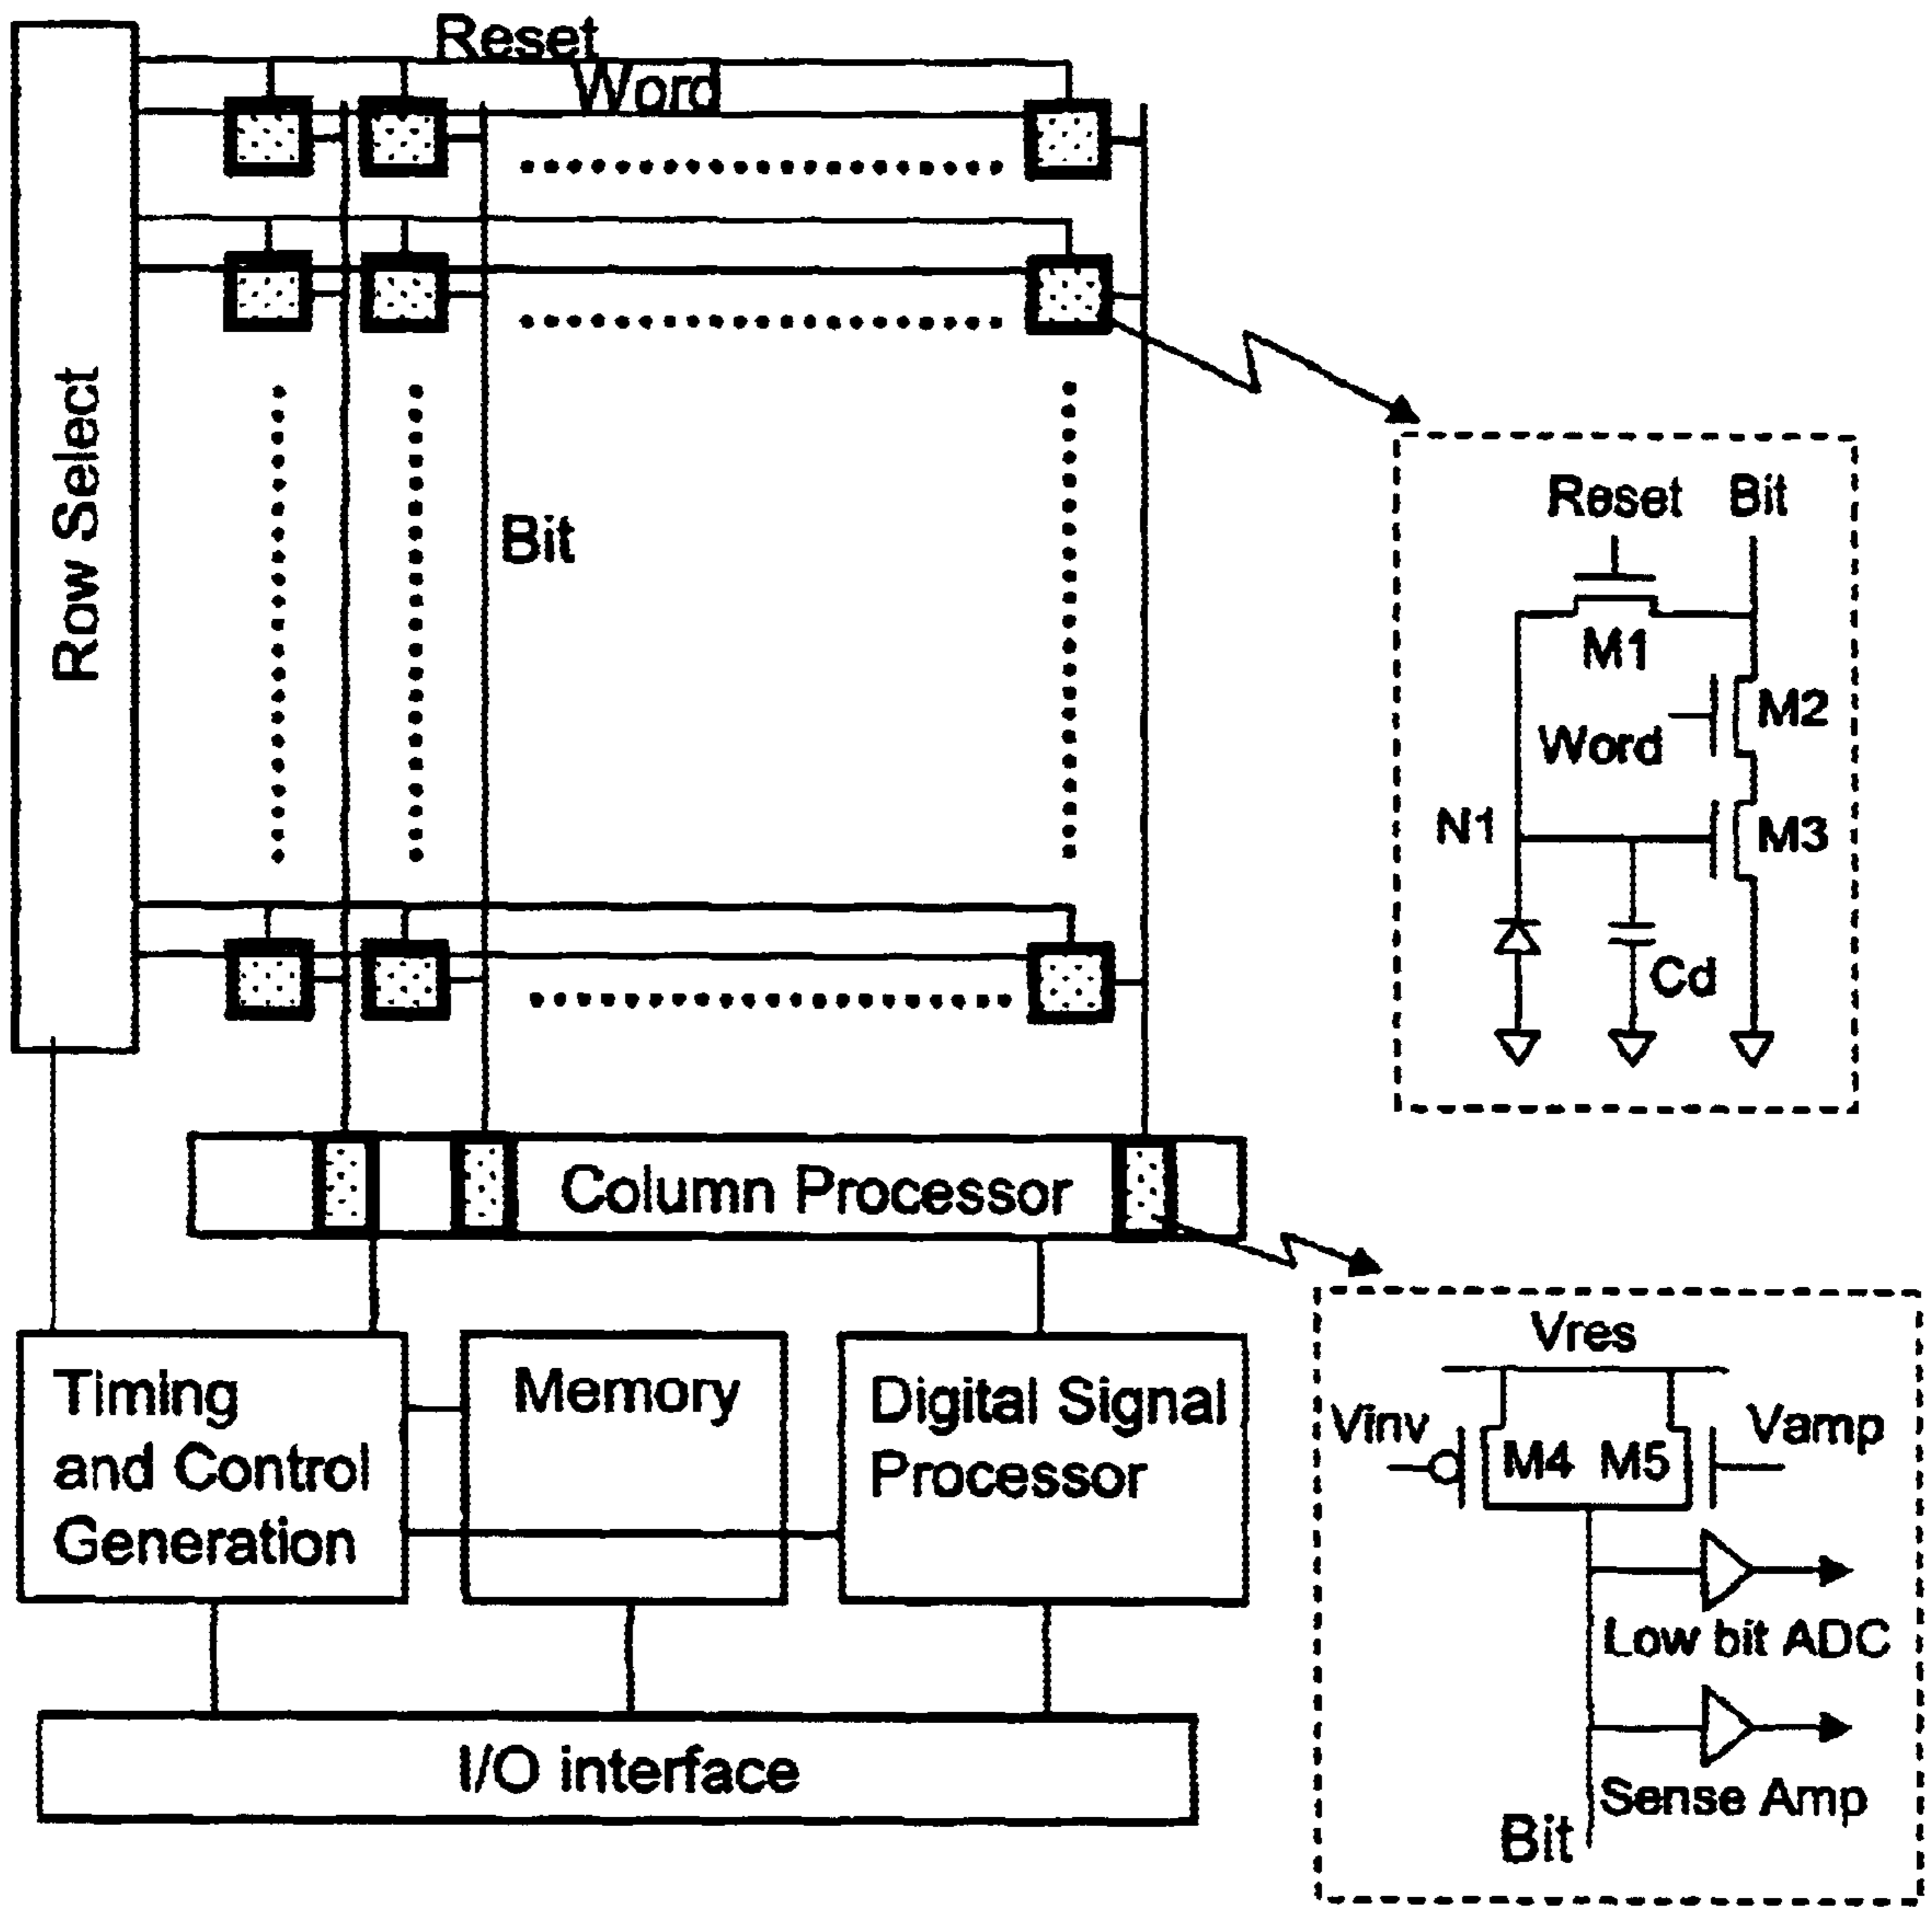 Reset
Word
Row Select
Bit
Reset Bit
M1
M2
Word
N1
M3
Cd
Column Processor
Timing
and Control
Generation
Memory
Digital Signal
Processor
I/O interface
Vres
Vinv
M4 M5
Vamp
Low bit ADC
Sense Amp
Bit